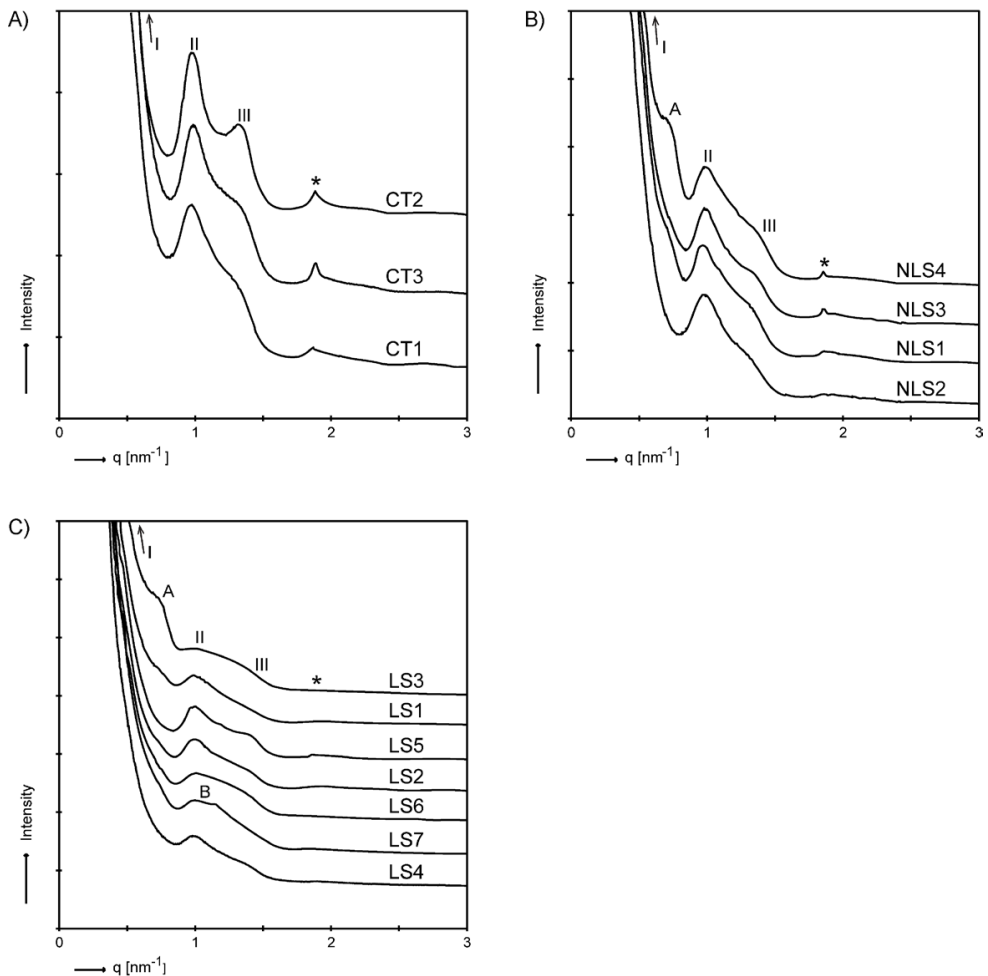 A)
I
II
III
*
CT2
CT3
CT1
Intensity
0 1 2 3
q [nm-1]
B)
I
A
II
III
*
NLS4
NLS3
NLS1
NLS2
Intensity
0 1 2 3
q [nm-1]
C)
I
A
II
III
*
LS3
LS1
LS5
LS2
LS6
B
LS7
LS4
Intensity
0 1 2 3
q [nm-1]